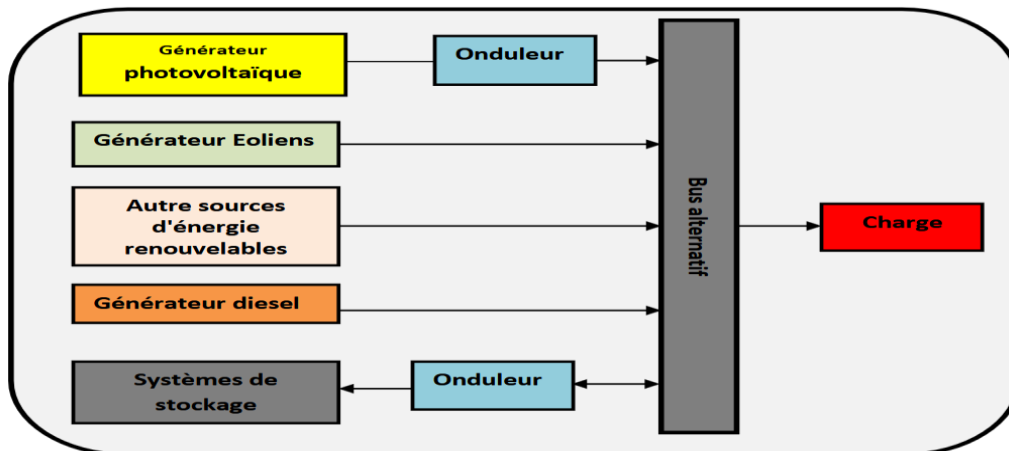 Générateur
photovoltaïque
Onduleur
Générateur Eoliens
Autre sources
d'énergie
renouvelables
Générateur diesel
Systèmes de
stockage
Onduleur
Bus alternatif
Charge